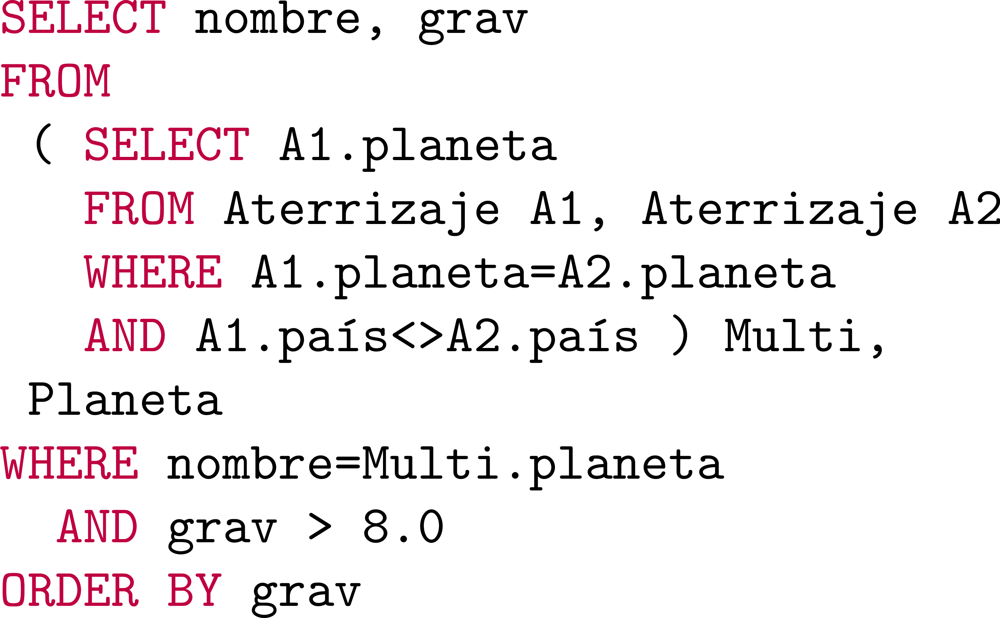 SELECT nombre, grav
FROM
( SELECT A1.planeta
FROM Aterrizaje A1, Aterrizaje A2
WHERE A1.planeta=A2.planeta
AND A1.país<>A2.país ) Multi,
Planeta
WHERE nombre=Multi.planeta
AND grav > 8.0
ORDER BY grav